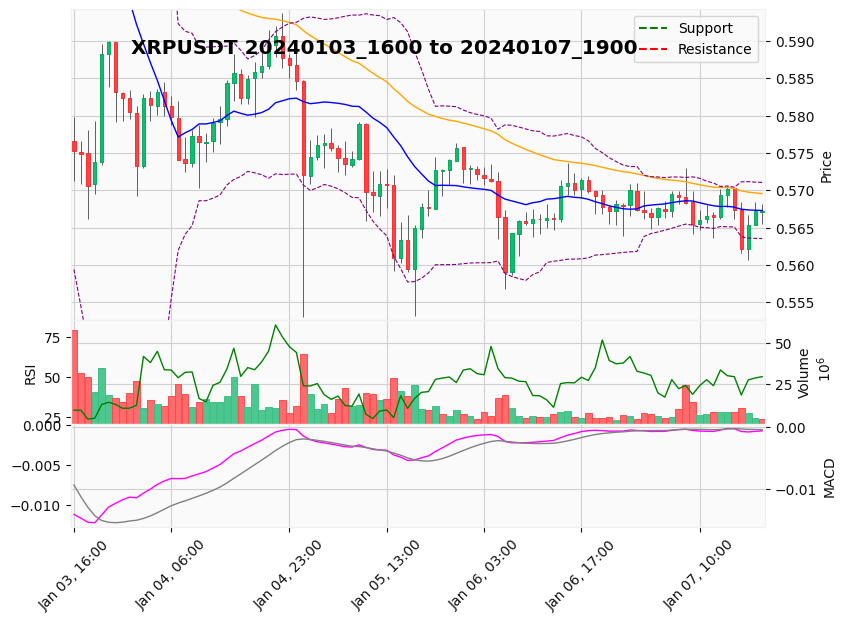 XRPUSDT 20240103_1600 to 20240107_1900
Support
Resistance
0.590
0.585
0.580
0.575
0.570
0.565
0.560
0.555
Price
75
50
25
RSI
50
25
0.00
Volume
10^6
0.000
−0.005
−0.010
−0.01
MACD
Jan 03, 16:00
Jan 04, 06:00
Jan 04, 23:00
Jan 05, 13:00
Jan 06, 03:00
Jan 06, 17:00
Jan 07, 10:00